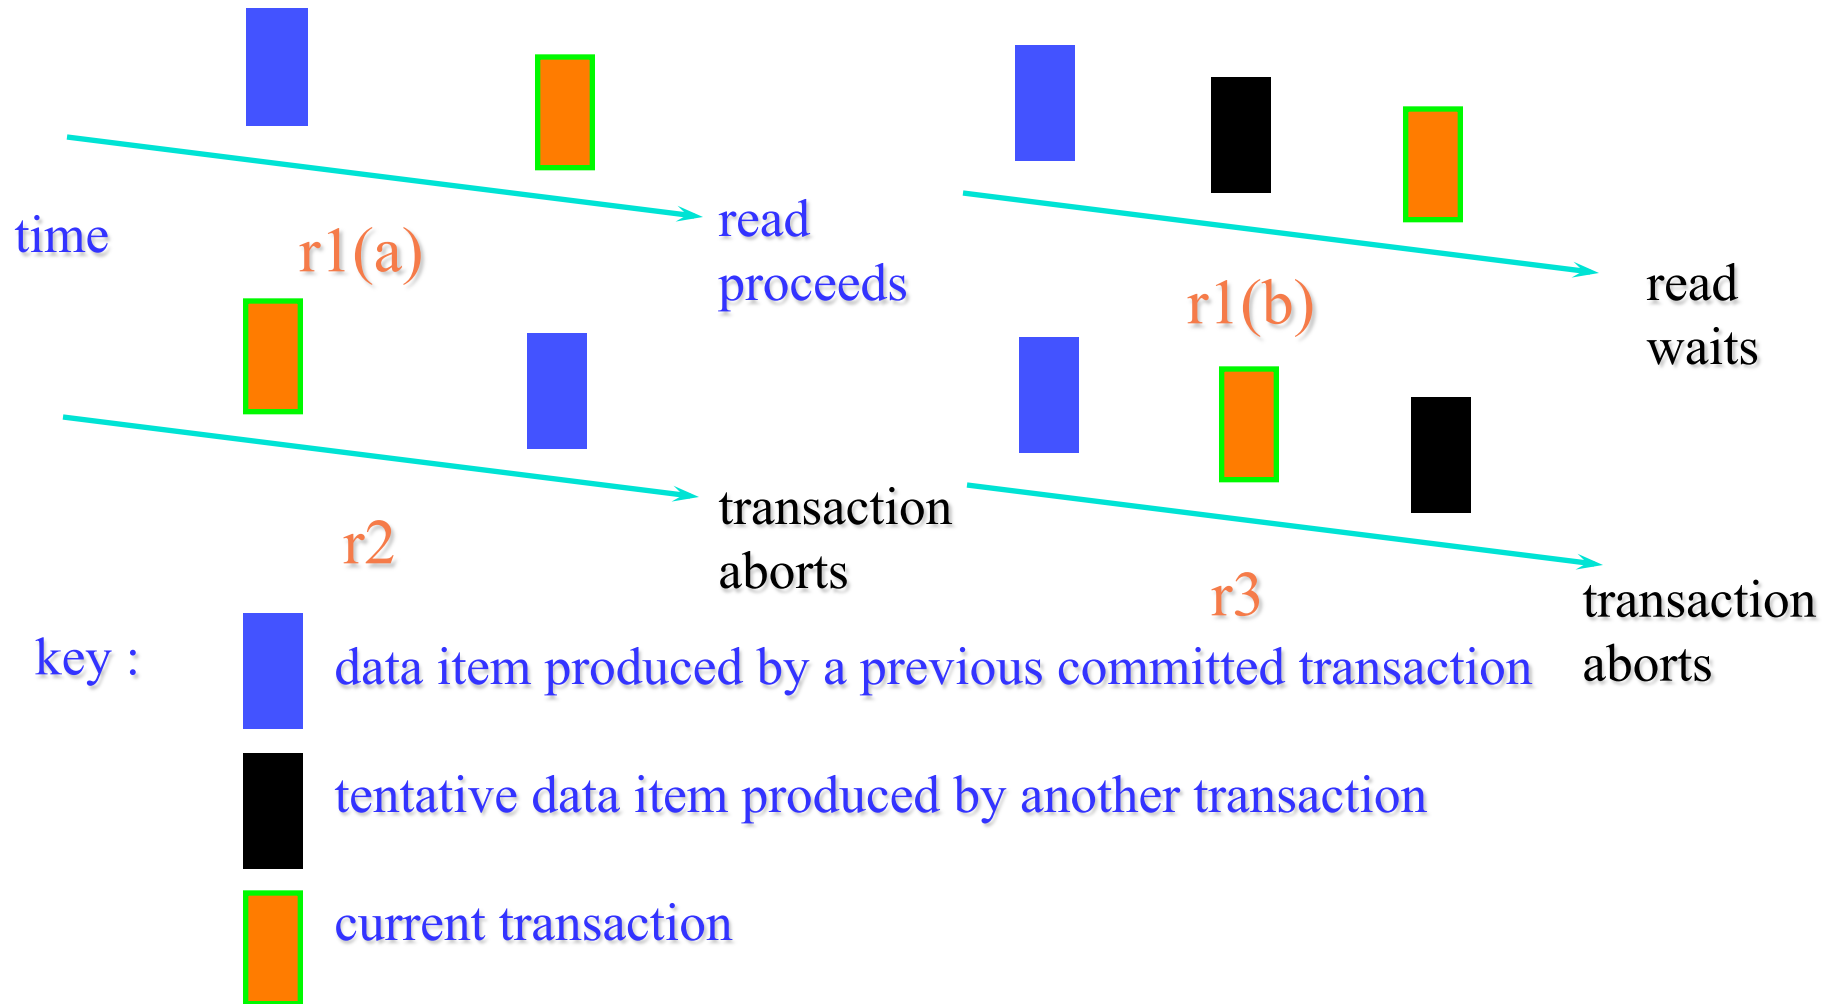 time
r1(a)
read
proceeds
r1(b)
read
waits
r2
transaction
aborts
r3
transaction
aborts
key :
data item produced by a previous committed transaction
tentative data item produced by another transaction
current transaction